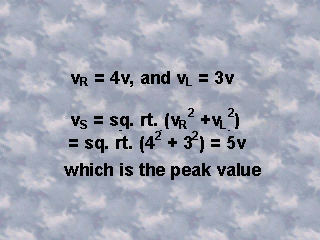 vR = 4v, and vL = 3v
vS = sq. rt. (vR² +vL²)
= sq. rt. (4² + 3²) = 5v
which is the peak value